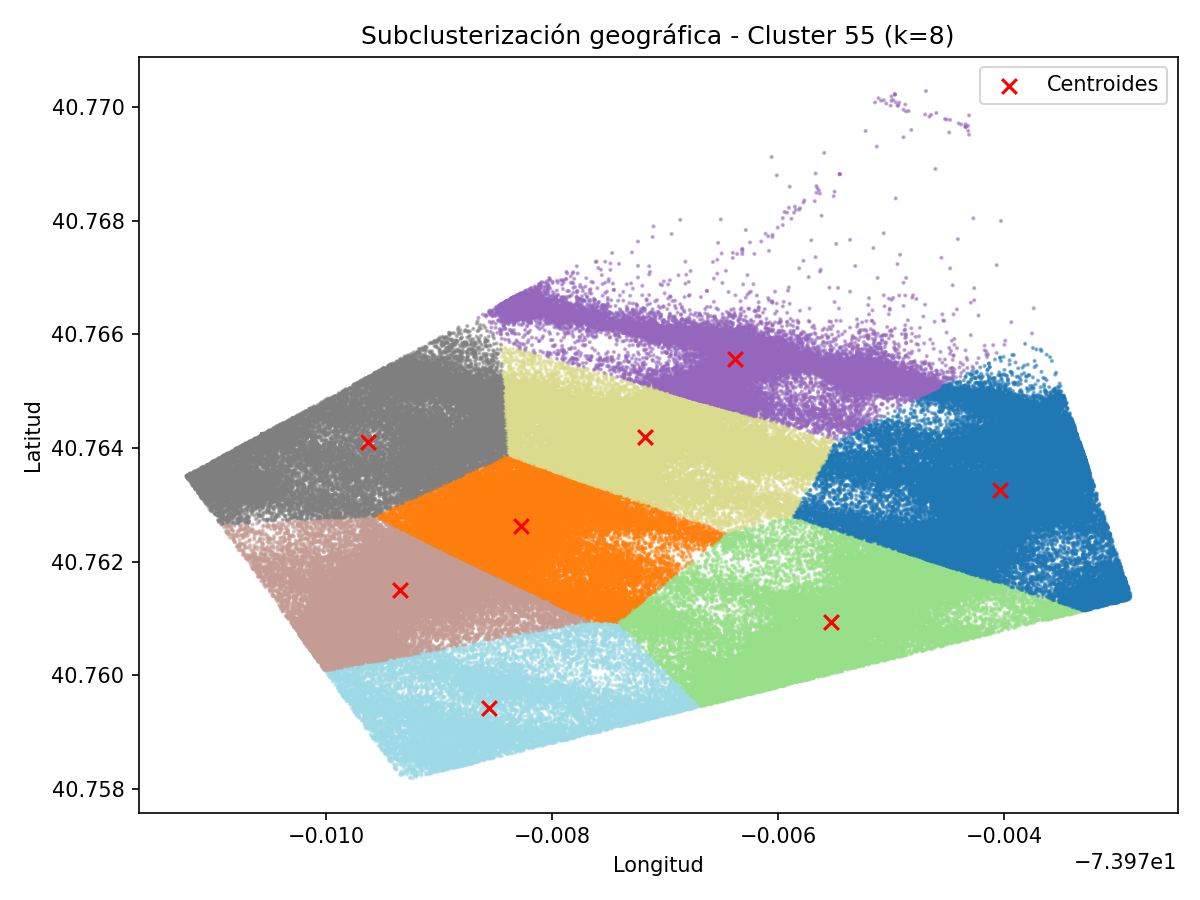 Subclusterización geográfica - Cluster 55 (k=8)
Centroides
40.770
40.768
40.766
40.764
40.762
40.760
40.758
Latitud
−0.010
−0.008
−0.006
−0.004
Longitud
−7.397e1